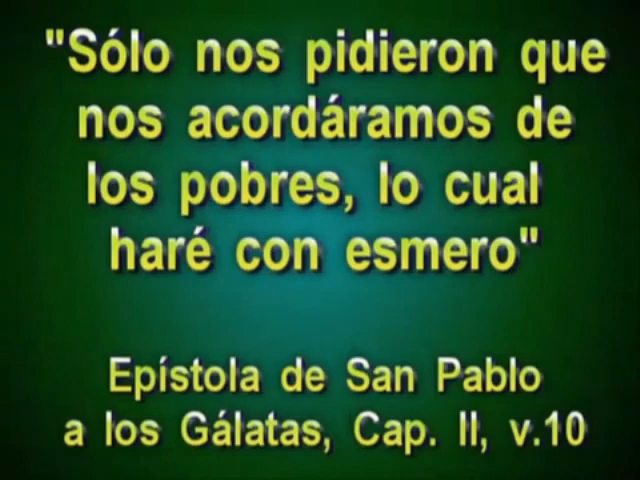 "Sólo nos pidieron que
nos acordáramos de
los pobres, lo cual
haré con esmero"
Epístola de San Pablo
a los Gálatas, Cap. II, v.10